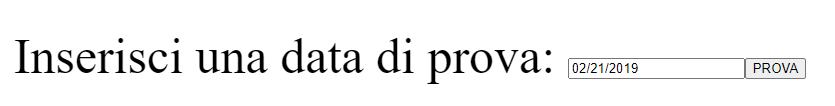 Inserisci una data di prova: 02/21/2019 PROVA